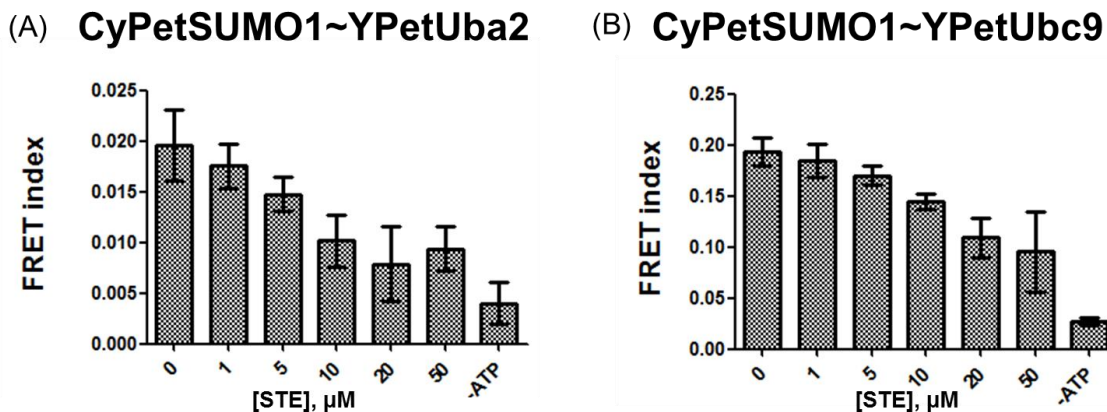 (A) CyPetSUMO1~YPetUba2
FRET index
0.025
0.020
0.015
0.010
0.005
0.000
0 1 5 10 20 50 -ATP
[STE], μM
(B) CyPetSUMO1~YPetUbc9
FRET index
0.25
0.20
0.15
0.10
0.05
0.00
0 1 5 10 20 50 -ATP
[STE], μM